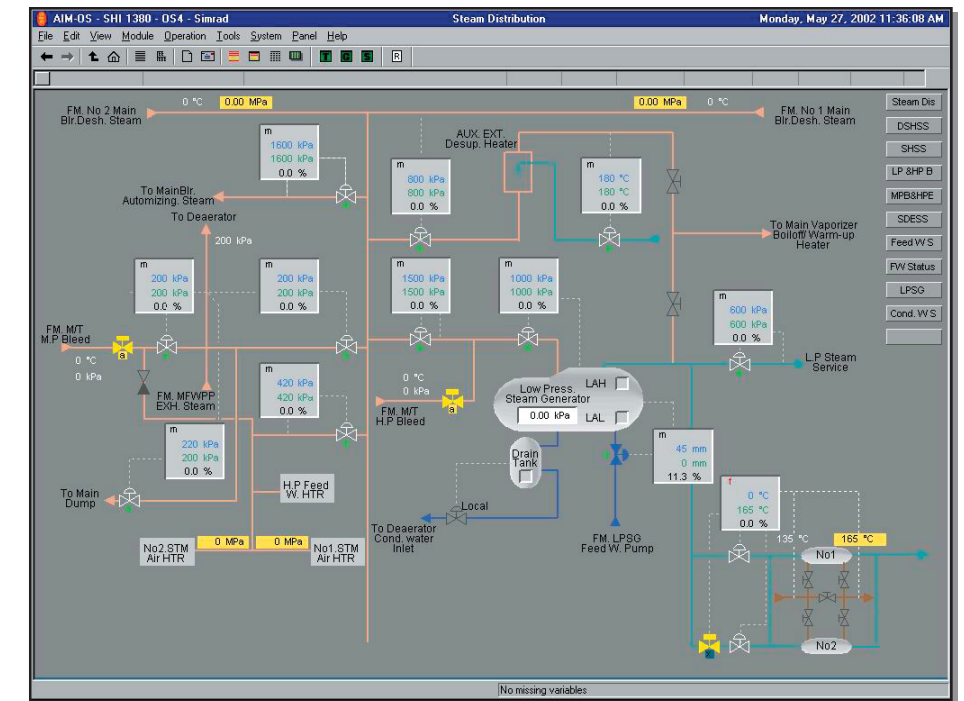 AIM-OS - SHI 1380 - OS4 - Simrad
Steam Distribution
Monday, May 27, 2002 11:36:08 AM
File Edit View Module Operation Tools System Panel Help
T G S R
0 °C 0.00 MPa
0.00 MPa 0 °C
FM. No 2 Main
Blr.Desh. Steam
FM. No 1 Main
Blr.Desh. Steam
Steam Dis
DSHSS
SHSS
LP &HP B
MPB&HPE
SDESS
Feed W S
FW Status
LPSG
Cond. W S
m
1600 kPa
1600 kPa
0.0 %
AUX. EXT.
Desup. Heater
m
800 kPa
800 kPa
0.0 %
m
180 °C
180 °C
0.0 %
To MainBlr.
Automizing. Steam
To Deaerator
200 kPa
To Main Vaporizer
Boiloff/ Warm-up
Heater
m
200 kPa
200 kPa
0.0 %
m
200 kPa
200 kPa
0.0 %
m
1500 kPa
1500 kPa
0.0 %
m
1000 kPa
1000 kPa
0.0 %
m
600 kPa
600 kPa
0.0 %
FM. M/T
M.P Bleed
a
0 °C
0 kPa
L.P Steam
Service
FM. MFWPP
EXH. Steam
m
420 kPa
420 kPa
0.0 %
0 °C
0 kPa
FM. M/T
H.P Bleed
a
Low Press.
Steam Generator
0.00 kPa
LAH
LAL
m
220 kPa
200 kPa
0.0 %
m
45 mm
0 mm
11.3 %
Drain
Tank
H.P Feed
W. HTR
To Main
Dump
Local
To Deaerator
Cond. water
Inlet
FM. LPSG
Feed W. Pump
r
0 °C
165 °C
0.0 %
135 °C
165 °C
No2.STM
Air HTR
0 MPa
0 MPa
No1.STM
Air HTR
No1
No2
No missing variables